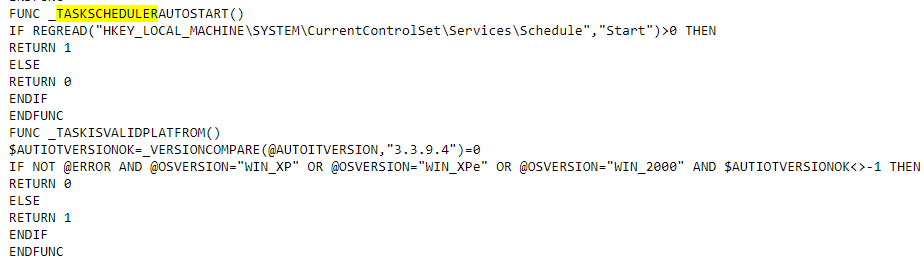 ENDFUNC
FUNC _TASKSCHEDULERAUTOSTART()
IF REGREAD("HKEY_LOCAL_MACHINE\SYSTEM\CurrentControlSet\Services\Schedule","Start")>0 THEN
RETURN 1
ELSE
RETURN 0
ENDIF
ENDFUNC
FUNC _TASKISVALIDPLATFROM()
$AUTIOTVERSIONOK=_VERSIONCOMPARE(@AUTOITVERSION,"3.3.9.4")=0
IF NOT @ERROR AND @OSVERSION="WIN_XP" OR @OSVERSION="WIN_XPe" OR @OSVERSION="WIN_2000" AND $AUTIOTVERSIONOK<>-1 THEN
RETURN 0
ELSE
RETURN 1
ENDIF
ENDFUNC